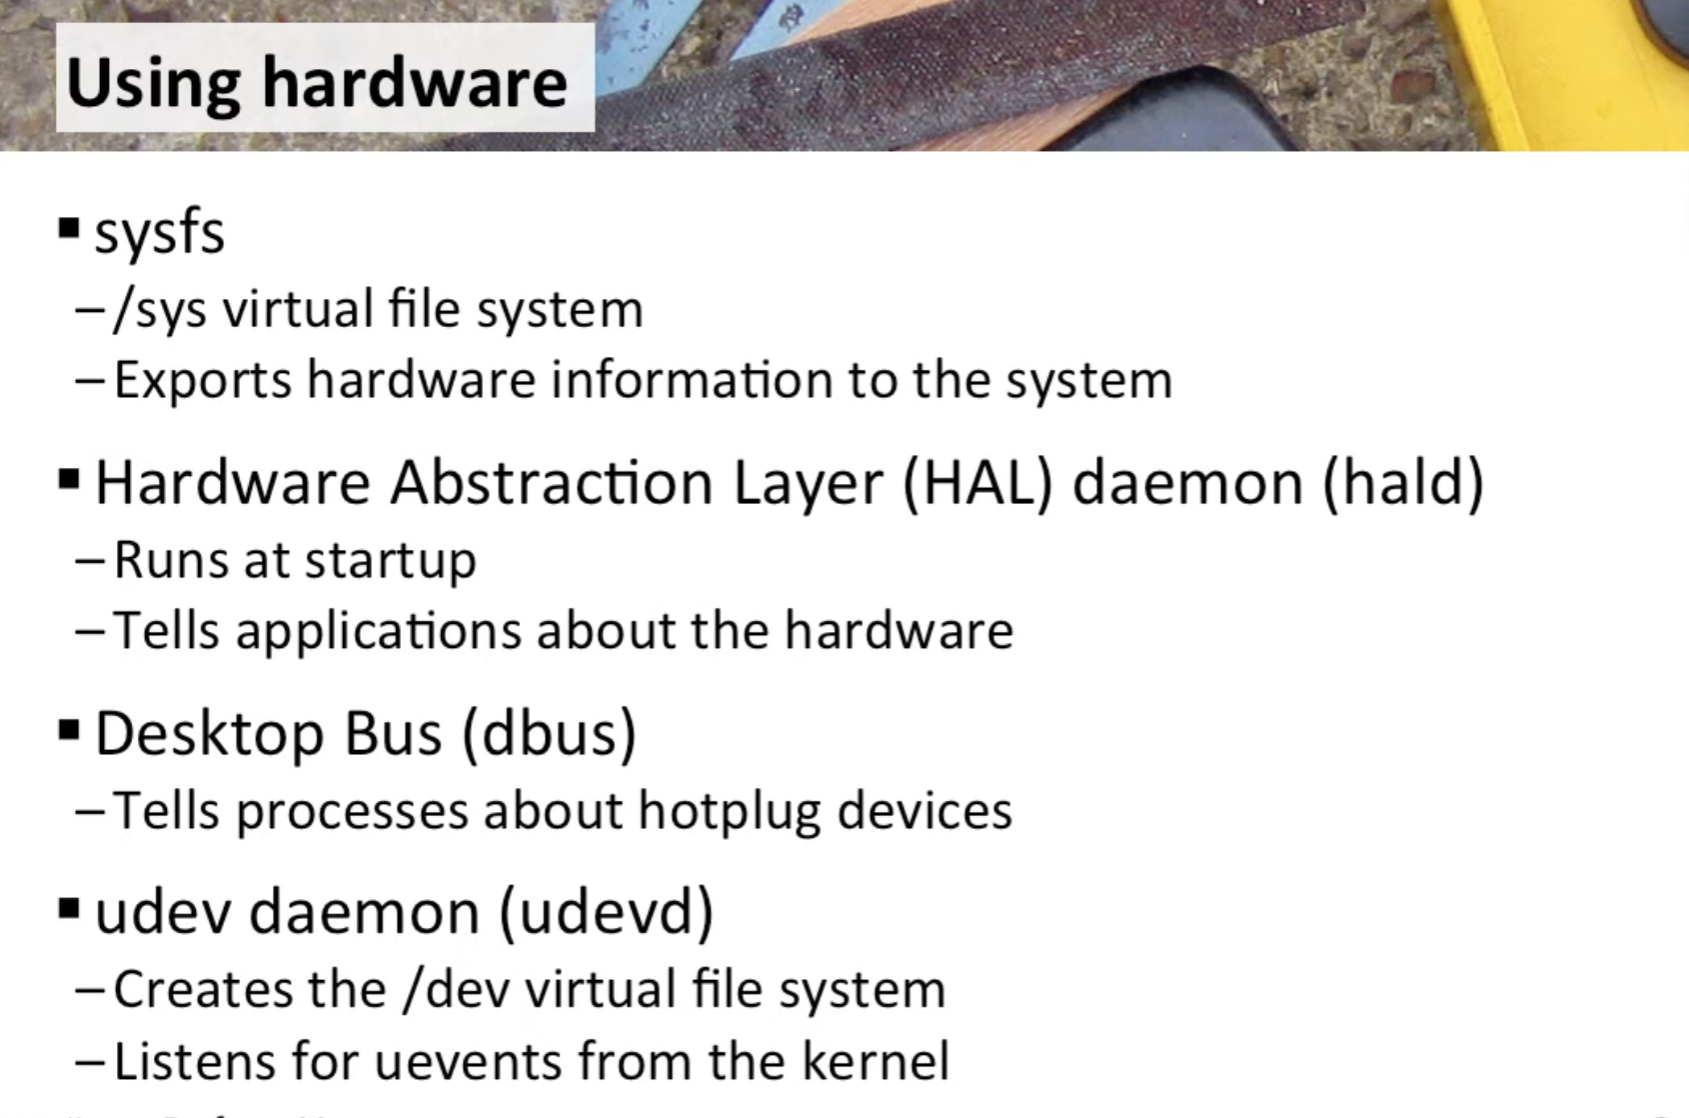 Using hardware
▪ sysfs
– /sys virtual file system
– Exports hardware information to the system
▪ Hardware Abstraction Layer (HAL) daemon (hald)
– Runs at startup
– Tells applications about the hardware
▪ Desktop Bus (dbus)
– Tells processes about hotplug devices
▪ udev daemon (udevd)
– Creates the /dev virtual file system
– Listens for uevents from the kernel